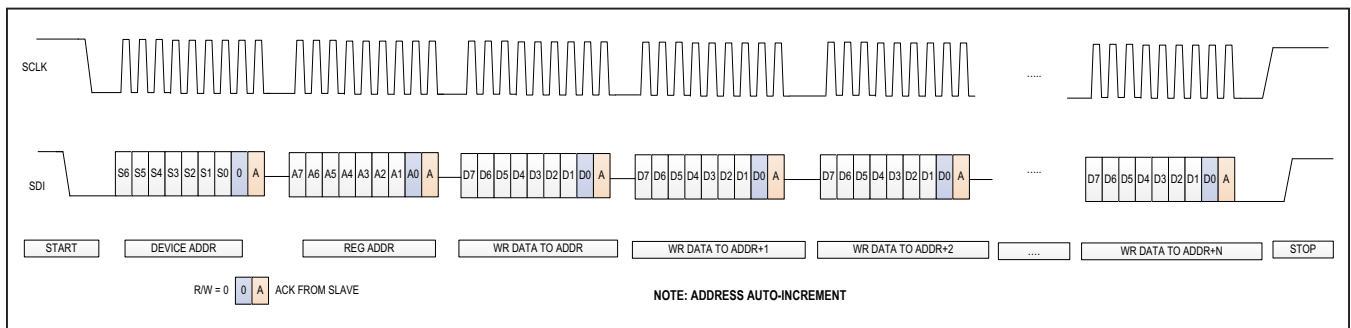 SCLK
.....
SDI
S6 S5 S4 S3 S2 S1 S0 0 A
A7 A6 A5 A4 A3 A2 A1 A0 A
D7 D6 D5 D4 D3 D2 D1 D0 A
D7 D6 D5 D4 D3 D2 D1 D0 A
D7 D6 D5 D4 D3 D2 D1 D0 A
.....
D7 D6 D5 D4 D3 D2 D1 D0 A
START
DEVICE ADDR
REG ADDR
WR DATA TO ADDR
WR DATA TO ADDR+1
WR DATA TO ADDR+2
....
WR DATA TO ADDR+N
STOP
R/W = 0 0 A ACK FROM SLAVE
NOTE: ADDRESS AUTO-INCREMENT